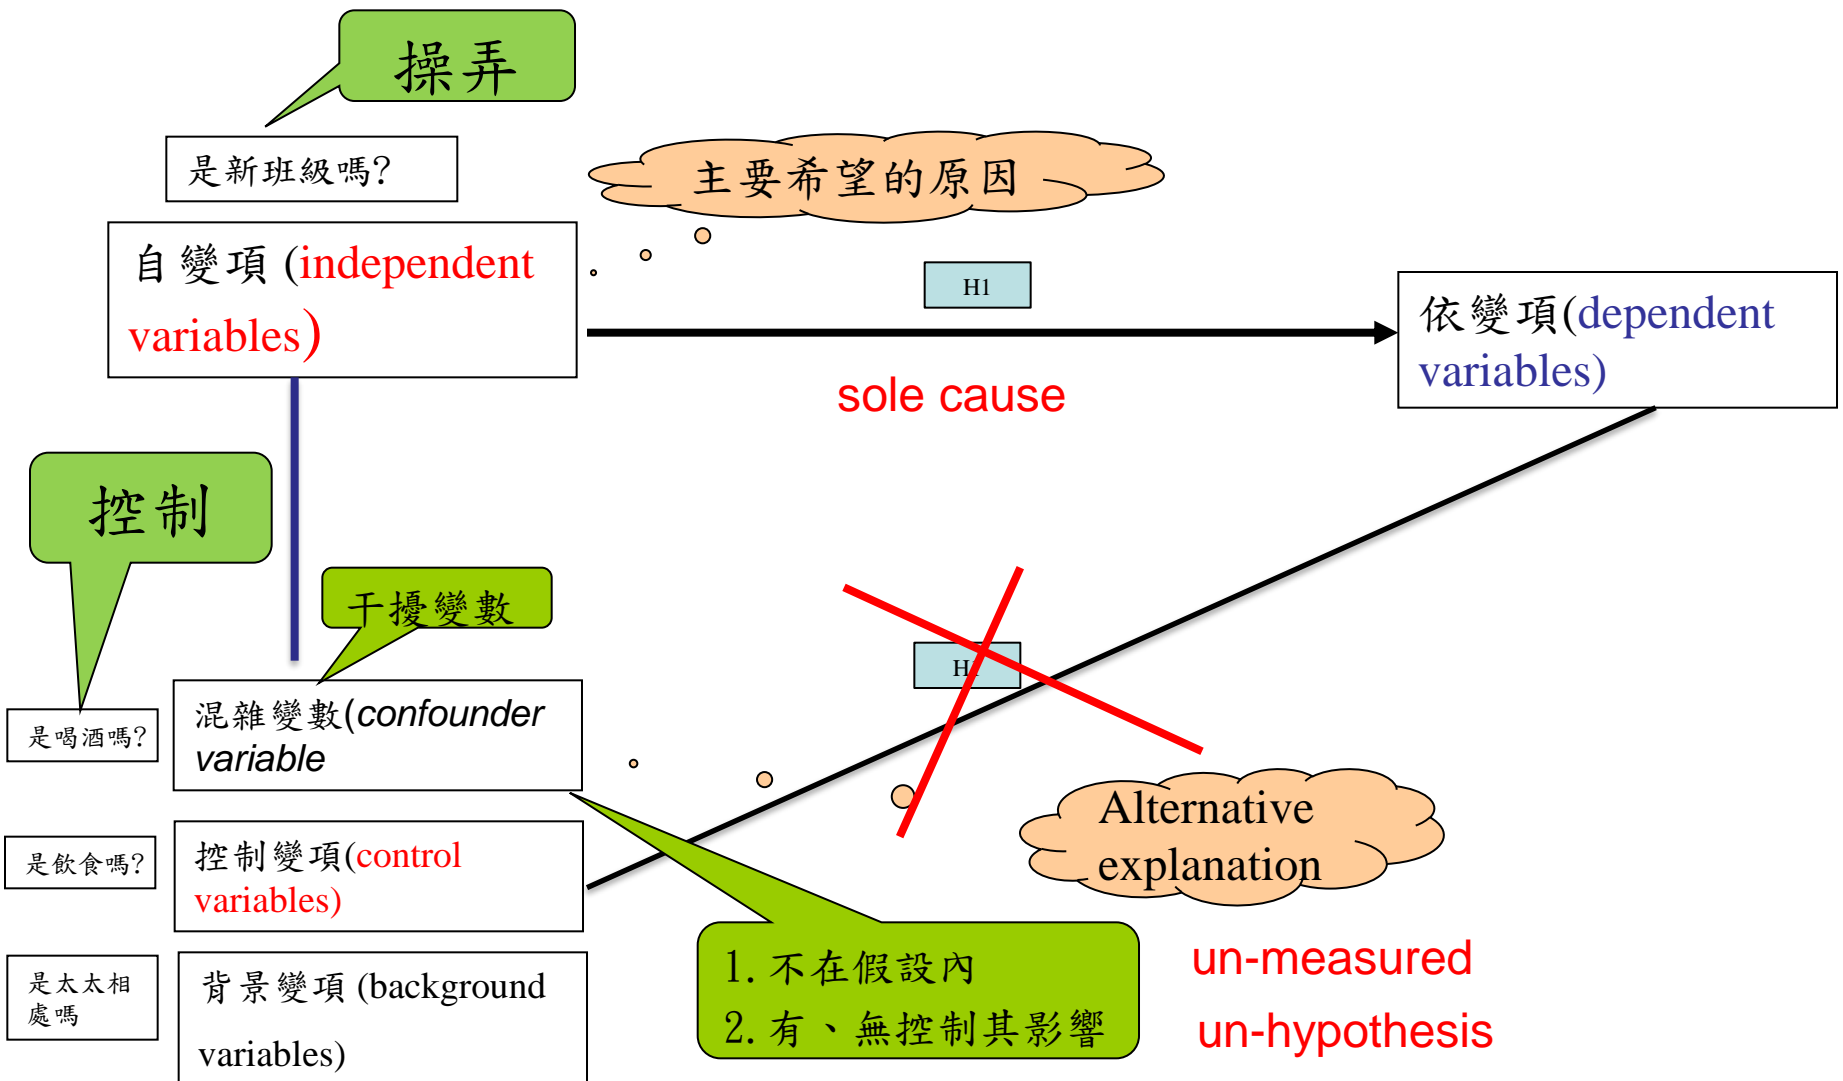 操弄
是新班級嗎?
主要希望的原因
自變項 (independent
variables)
H1
依變項(dependent
variables)
sole cause
控制
干擾變數
H1
是喝酒嗎?
混雜變數(confounder
variable
Alternative
explanation
是飲食嗎?
控制變項(control
variables)
1. 不在假設內
2. 有、無控制其影響
un-measured
un-hypothesis
是太太相
處嗎
背景變項 (background
variables)